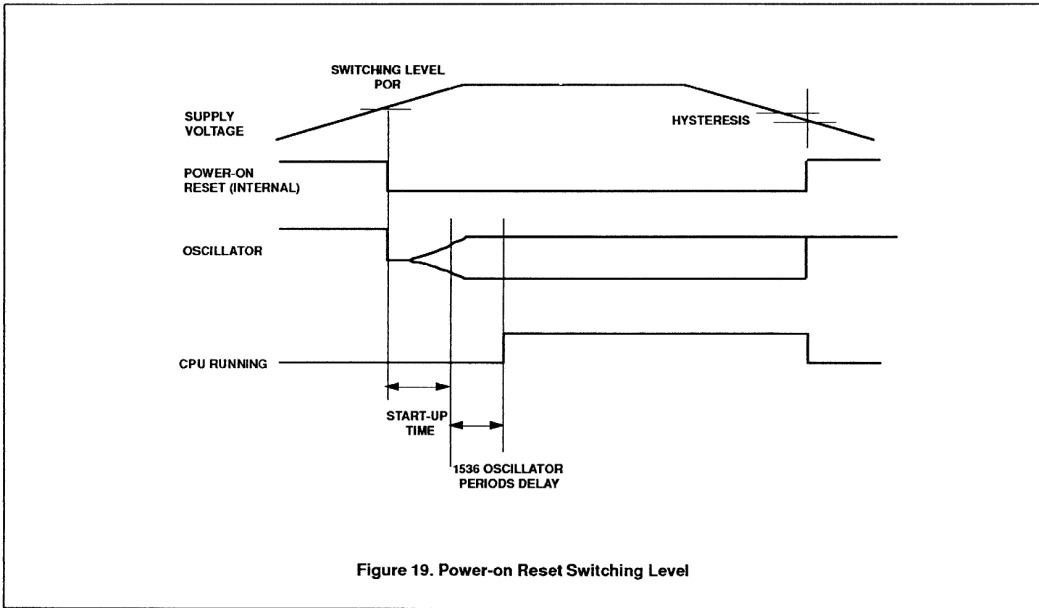 SWITCHING LEVEL
POR
SUPPLY
VOLTAGE
HYSTERESIS
POWER-ON
RESET (INTERNAL)
OSCILLATOR
CPU RUNNING
START-UP
TIME
1536 OSCILLATOR
PERIODS DELAY
Figure 19. Power-on Reset Switching Level